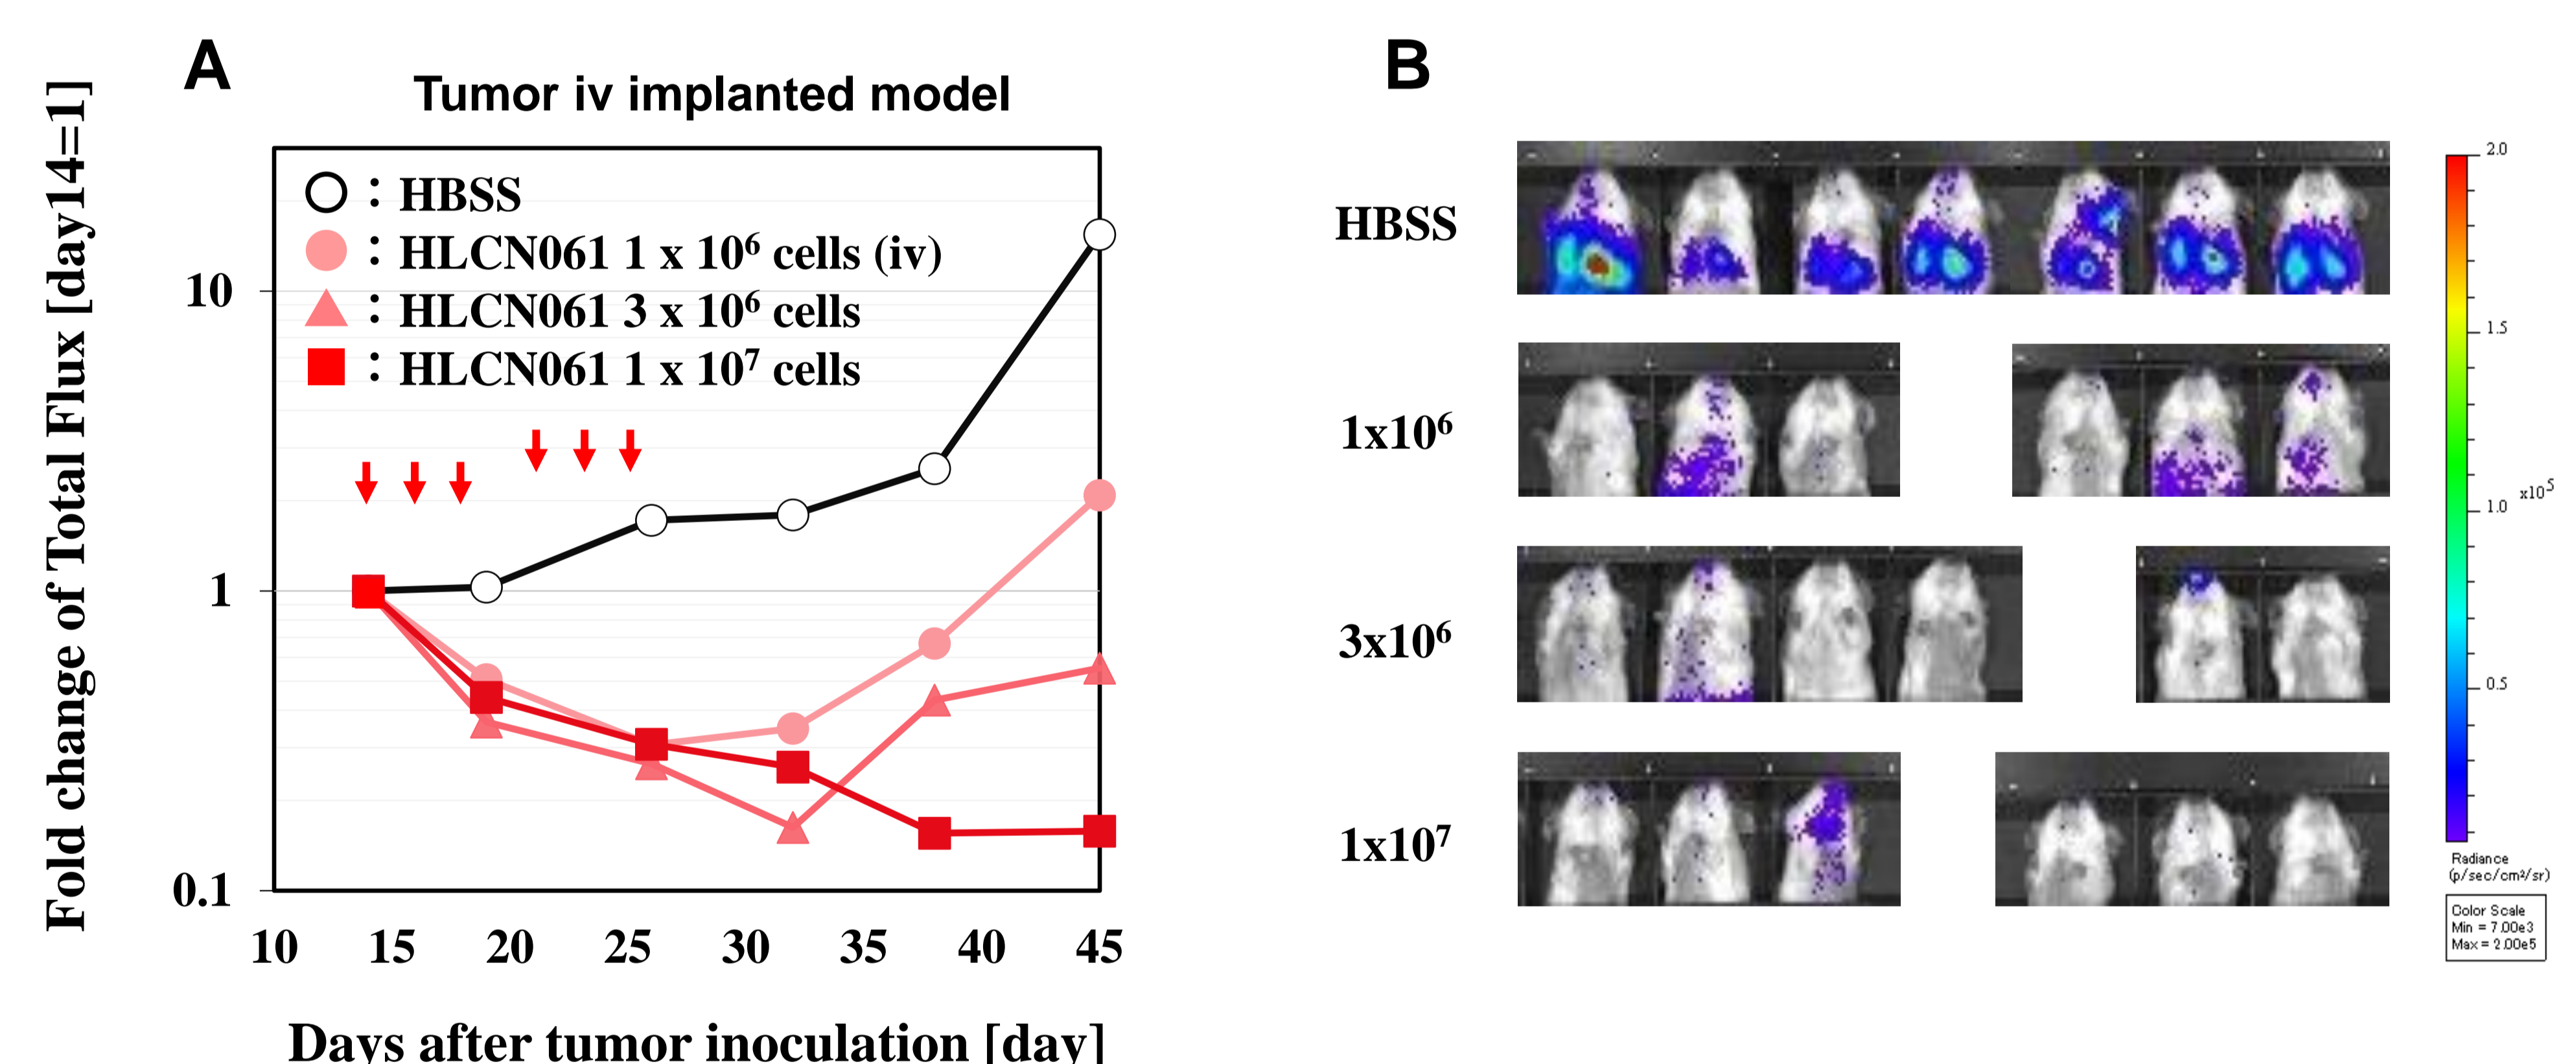 A
B
Tumor iv implanted model
Fold change of Total Flux [day14=1]
: HBSS
: HLCN061 1 x 10⁶ cells (iv)
: HLCN061 3 x 10⁶ cells
: HLCN061 1 x 10⁷ cells
10
1
0.1
10 15 20 25 30 35 40 45
Days after tumor inoculation [day]
HBSS
1x10⁶
3x10⁶
1x10⁷
2.0
1.5
1.0
x10⁵
0.5
Radiance
(p/sec/cm²/sr)
Color Scale
Min = 7.00e3
Max = 2.00e5